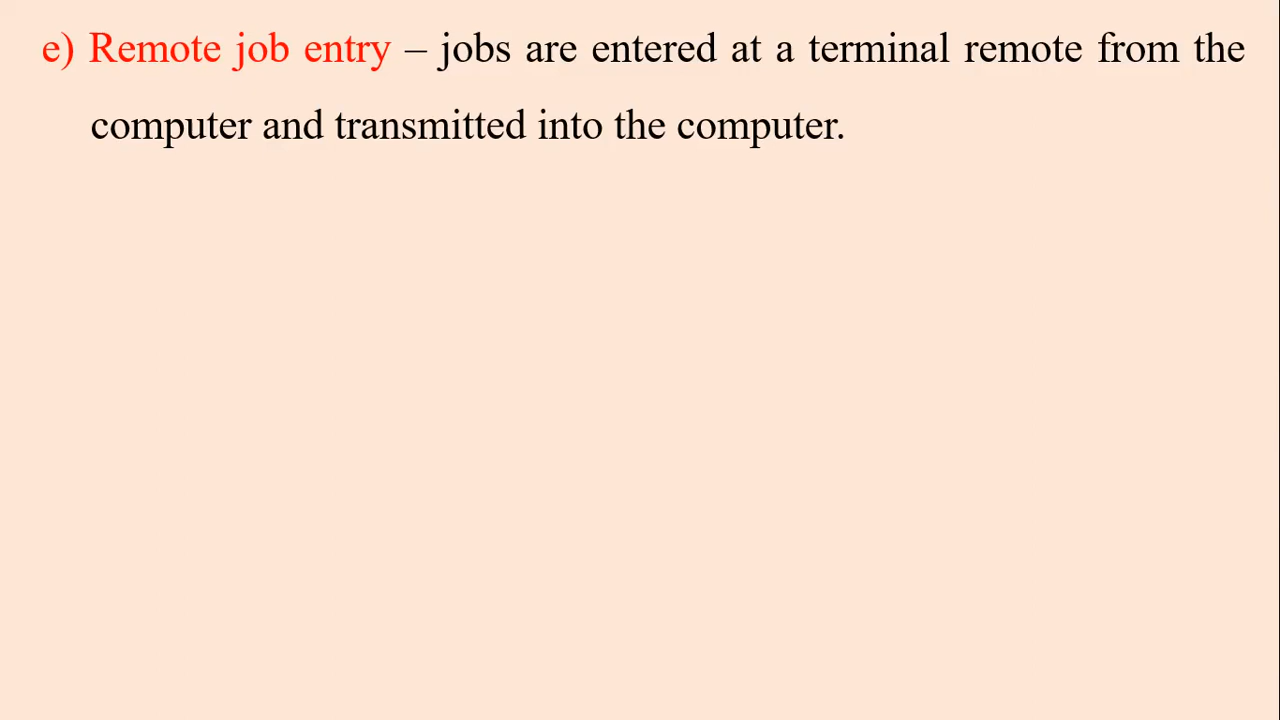 e) Remote job entry – jobs are entered at a terminal remote from the
computer and transmitted into the computer.